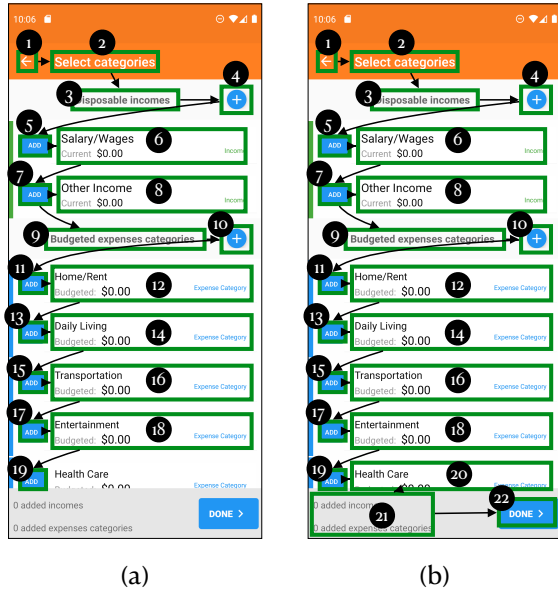 10:06
1
2
Select categories
3
Disposable incomes
4
5
ADD
Salary/Wages
6
Current $0.00
Income
7
ADD
Other Income
8
Current $0.00
Income
9
Budgeted expenses categories
10
11
ADD
Home/Rent
12
Budgeted: $0.00
Expense Category
13
ADD
Daily Living
14
Budgeted: $0.00
Expense Category
15
ADD
Transportation
16
Budgeted: $0.00
Expense Category
17
ADD
Entertainment
18
Budgeted: $0.00
Expense Category
19
ADD
Health Care
Budgeted: $0.00
Expense Category
0 added incomes
0 added expenses categories
DONE >
(a)
10:06
1
2
Select categories
3
Disposable incomes
4
5
ADD
Salary/Wages
6
Current $0.00
Income
7
ADD
Other Income
8
Current $0.00
Income
9
Budgeted expenses categories
10
11
ADD
Home/Rent
12
Budgeted: $0.00
Expense Category
13
ADD
Daily Living
14
Budgeted: $0.00
Expense Category
15
ADD
Transportation
16
Budgeted: $0.00
Expense Category
17
ADD
Entertainment
18
Budgeted: $0.00
Expense Category
19
ADD
Health Care
20
Budgeted: $0.00
Expense Category
0 added incomes
21
0 added expenses categories
22
DONE >
(b)